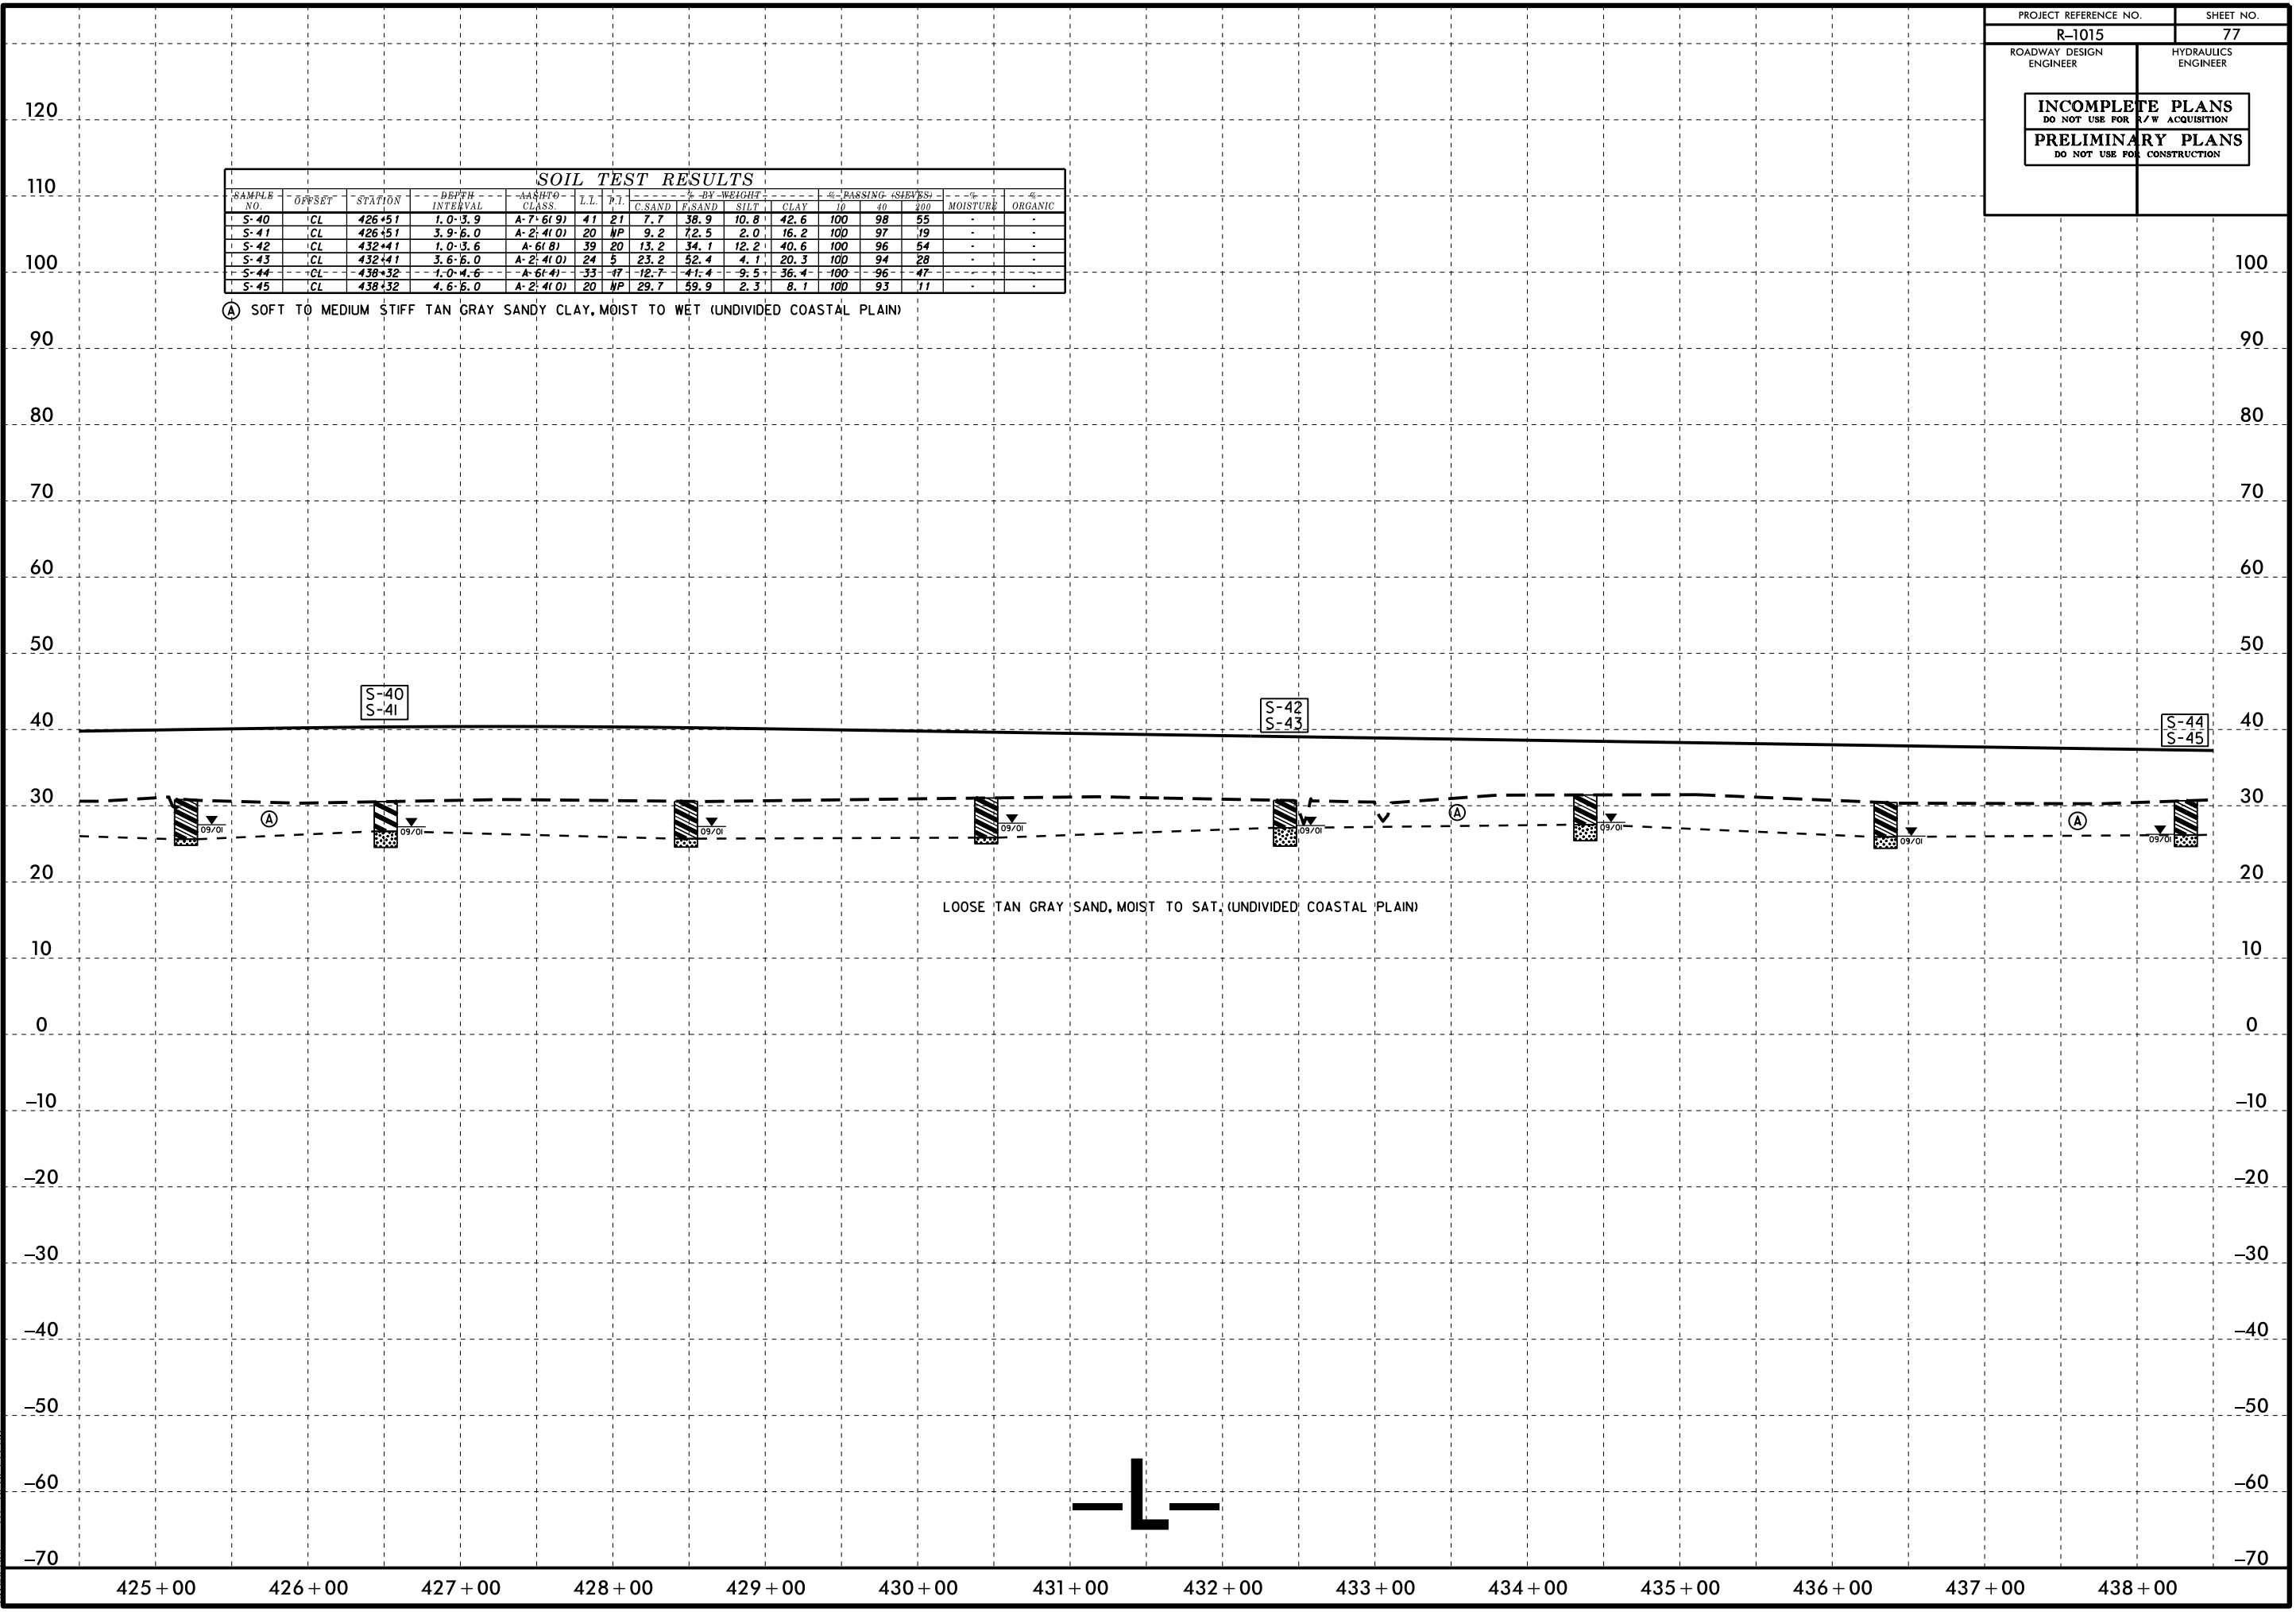 PROJECT REFERENCE NO. SHEET NO.
R–1015 77
ROADWAY DESIGN ENGINEER HYDRAULICS ENGINEER
INCOMPLETE PLANS
DO NOT USE FOR R/W ACQUISITION
PRELIMINARY PLANS
DO NOT USE FOR CONSTRUCTION
SOIL TEST RESULTS
SAMPLE NO. OFFSET STATION DEPTH INTERVAL AASHTO CLASS. L.L. P.I. % BY WEIGHT % PASSING (SIEVES) % MOISTURE % ORGANIC
C.SAND F.SAND SILT CLAY 10 40 200
S-40 CL 426+51 1.0-3.9 A-7-6(9) 41 21 7.7 38.9 10.8 42.6 100 98 55 - -
S-41 CL 426+51 3.9-6.0 A-2-4(0) 20 NP 9.2 72.5 2.0 16.2 100 97 19 - -
S-42 CL 432+41 1.0-3.6 A-6(8) 39 20 13.2 34.1 12.2 40.6 100 96 54 - -
S-43 CL 432+41 3.6-6.0 A-2-4(0) 24 5 23.2 52.4 4.1 20.3 100 94 28 - -
S-44 CL 438+32 1.0-4.6 A-6(4) 33 17 12.7 41.4 9.5 36.4 100 96 47 - -
S-45 CL 438+32 4.6-6.0 A-2-4(0) 20 NP 29.7 59.9 2.3 8.1 100 93 11 - -
A SOFT TO MEDIUM STIFF TAN GRAY SANDY CLAY, MOIST TO WET (UNDIVIDED COASTAL PLAIN)
120
110
100 100
90 90
80 80
70 70
60 60
50 50
S-40
S-41
S-42
S-43
S-44
S-45
40 40
30 30
A A A
09/01 09/01 09/01 09/01 09/01 09/01 09/01 09/01
20 20
LOOSE TAN GRAY SAND, MOIST TO SAT. (UNDIVIDED COASTAL PLAIN)
10 10
0 0
–10 –10
–20 –20
–30 –30
–40 –40
–50 –50
–60 –60
–L–
–70 –70
425+00 426+00 427+00 428+00 429+00 430+00 431+00 432+00 433+00 434+00 435+00 436+00 437+00 438+00